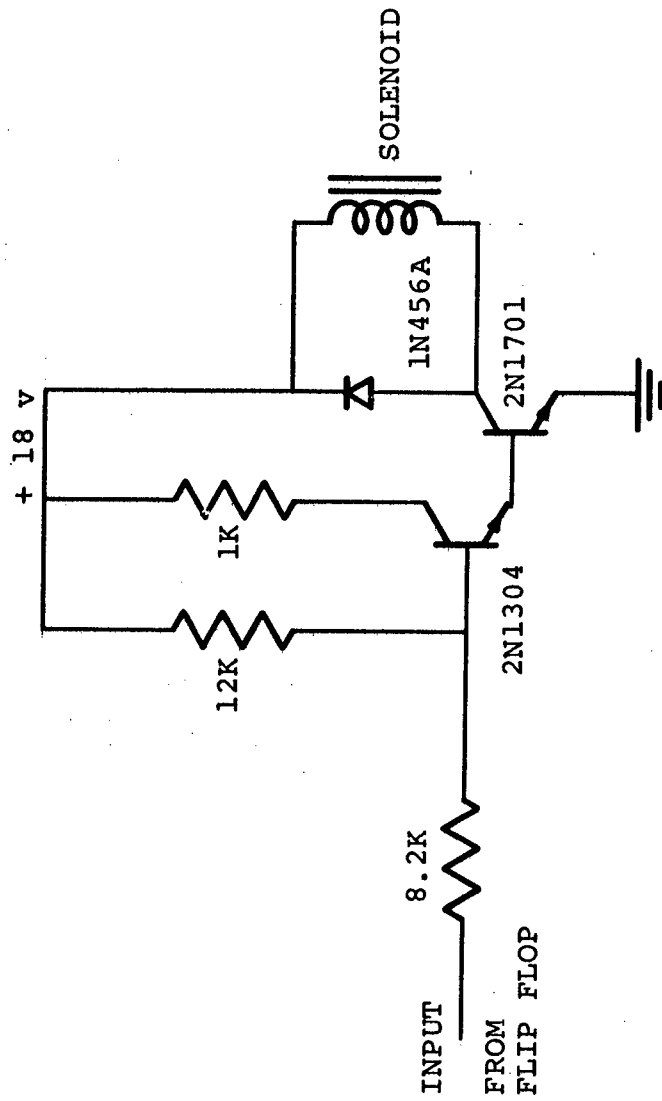 + 18 v
12K
1K
8.2K
INPUT
FROM
FLIP FLOP
2N1304
2N1701
1N456A
SOLENOID